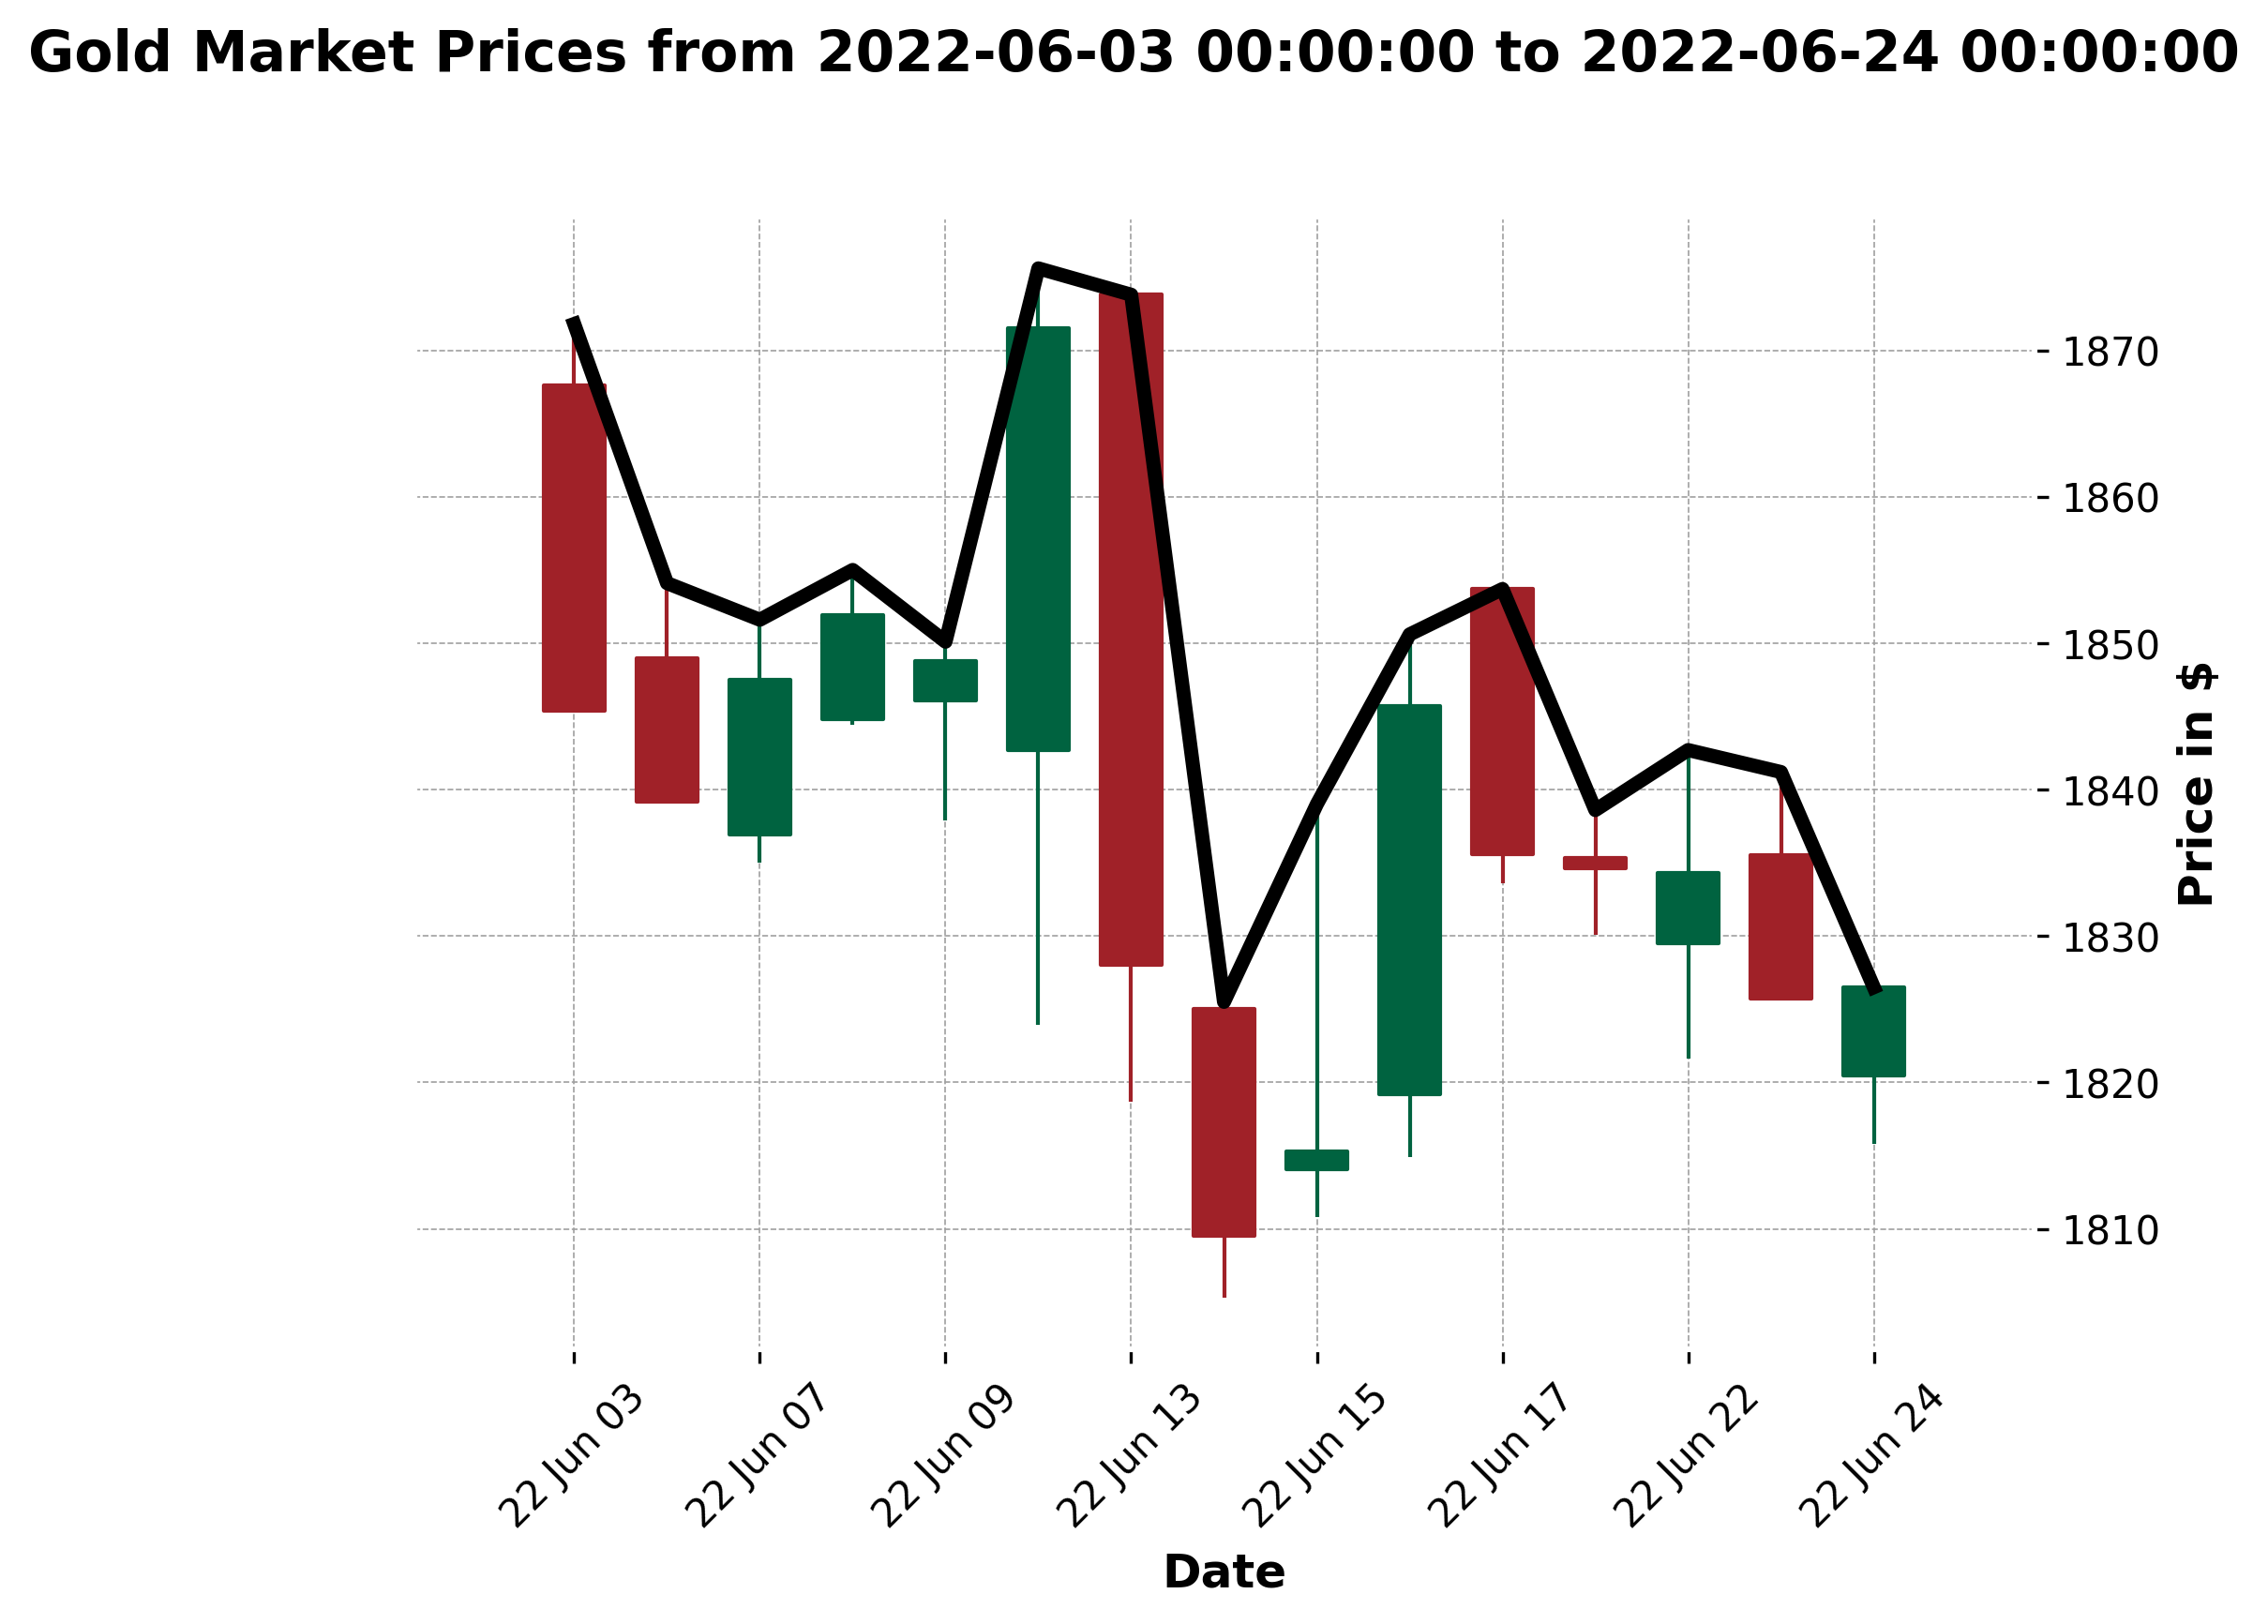 Gold Market Prices from 2022-06-03 00:00:00 to 2022-06-24 00:00:00
1870
1860
1850
1840
1830
1820
1810
Price in $
22 Jun 03
22 Jun 07
22 Jun 09
22 Jun 13
22 Jun 15
22 Jun 17
22 Jun 22
22 Jun 24
Date